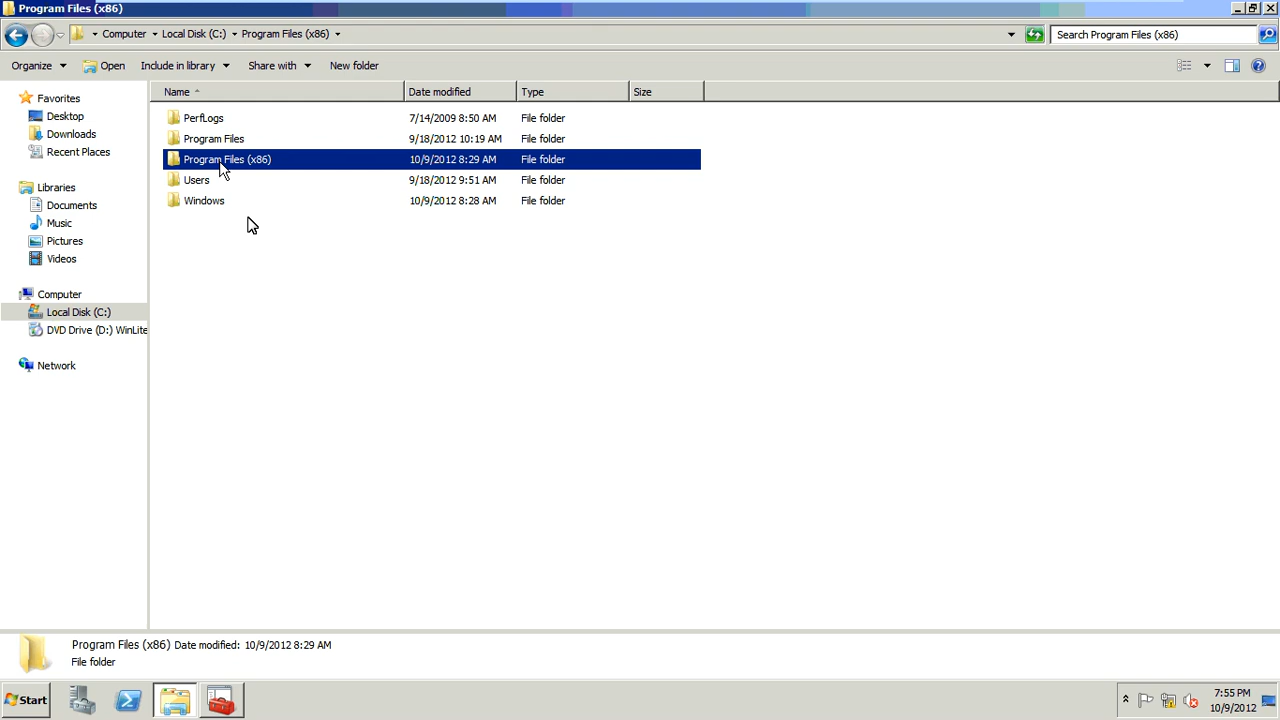 Program Files (x86)
Computer Local Disk (C:) Program Files (x86) Search Program Files (x86)
Organize Open Include in library Share with New folder
Name Date modified Type Size
Favorites
Desktop
Downloads
Recent Places
Libraries
Documents
Music
Pictures
Videos
Computer
Local Disk (C:)
DVD Drive (D:) WinLite
Network
PerfLogs 7/14/2009 8:50 AM File folder
Program Files 9/18/2012 10:19 AM File folder
Program Files (x86) 10/9/2012 8:29 AM File folder
Users 9/18/2012 9:51 AM File folder
Windows 10/9/2012 8:28 AM File folder
Program Files (x86) Date modified: 10/9/2012 8:29 AM
File folder
Start
7:55 PM
10/9/2012